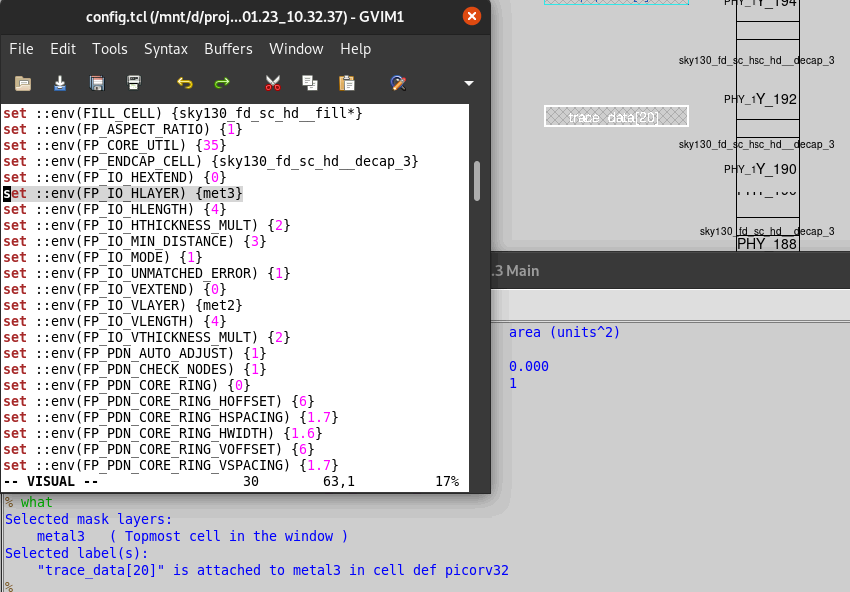 config.tcl (/mnt/d/proj...01.23_10.32.37) - GVIM1
File Edit Tools Syntax Buffers Window Help
set ::env(FILL_CELL) {sky130_fd_sc_hd__fill*}
set ::env(FP_ASPECT_RATIO) {1}
set ::env(FP_CORE_UTIL) {35}
set ::env(FP_ENDCAP_CELL) {sky130_fd_sc_hd__decap_3}
set ::env(FP_IO_HEXTEND) {0}
set ::env(FP_IO_HLAYER) {met3}
set ::env(FP_IO_HLENGTH) {4}
set ::env(FP_IO_HTHICKNESS_MULT) {2}
set ::env(FP_IO_MIN_DISTANCE) {3}
set ::env(FP_IO_MODE) {1}
set ::env(FP_IO_UNMATCHED_ERROR) {1}
set ::env(FP_IO_VEXTEND) {0}
set ::env(FP_IO_VLAYER) {met2}
set ::env(FP_IO_VLENGTH) {4}
set ::env(FP_IO_VTHICKNESS_MULT) {2}
set ::env(FP_PDN_AUTO_ADJUST) {1}
set ::env(FP_PDN_CHECK_NODES) {1}
set ::env(FP_PDN_CORE_RING) {0}
set ::env(FP_PDN_CORE_RING_HOFFSET) {6}
set ::env(FP_PDN_CORE_RING_HSPACING) {1.7}
set ::env(FP_PDN_CORE_RING_HWIDTH) {1.6}
set ::env(FP_PDN_CORE_RING_VOFFSET) {6}
set ::env(FP_PDN_CORE_RING_VSPACING) {1.7}
-- VISUAL -- 30 63,1 17%
PHY_194
sky130_fd_sc_hsc_hd__decap_3
PHY_1Y_192
trace_data[20]
sky130_fd_sc_hsc_hd__decap_3
PHY_1Y_190
sky130_fd_sc_hd__decap_3
PHY_188
.3 Main
area (units^2)
0.000
1
% what
Selected mask layers:
metal3 ( Topmost cell in the window )
Selected label(s):
"trace_data[20]" is attached to metal3 in cell def picorv32
%